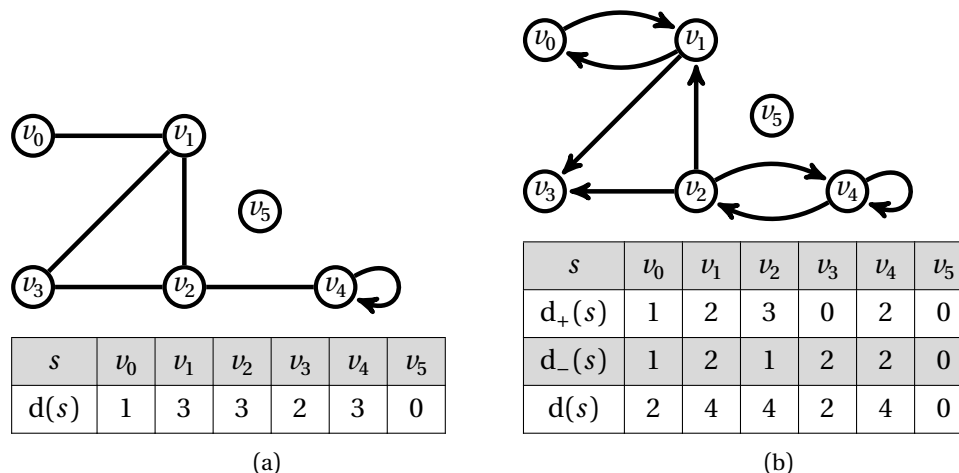 v₀ v₁
v₅
v₃ v₂ v₄
s v₀ v₁ v₂ v₃ v₄ v₅
d(s) 1 3 3 2 3 0
(a)
v₀ v₁
v₅
v₃ v₂ v₄
s v₀ v₁ v₂ v₃ v₄ v₅
d₊(s) 1 2 3 0 2 0
d₋(s) 1 2 1 2 2 0
d(s) 2 4 4 2 4 0
(b)